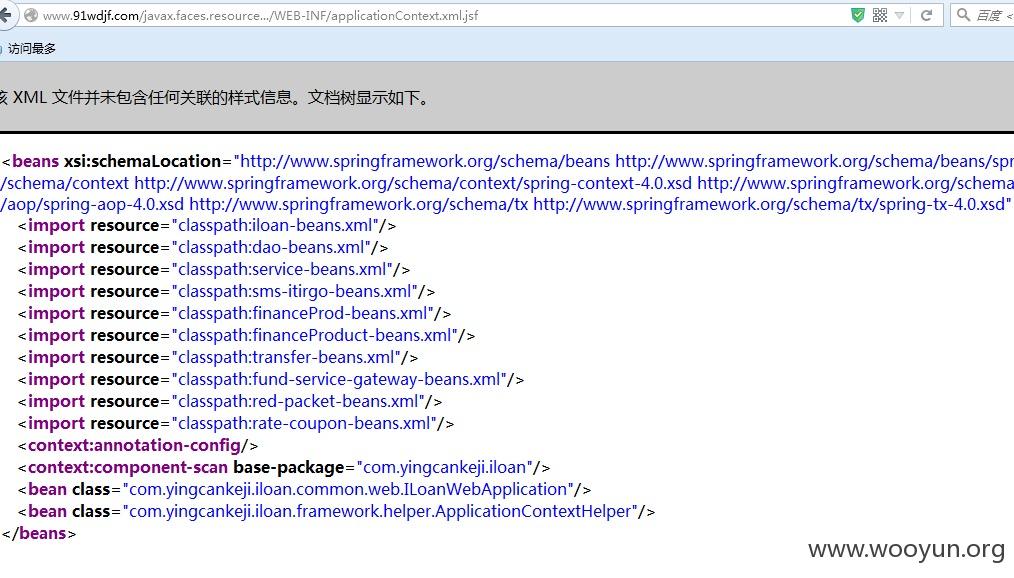 www.91wdjf.com/javax.faces.resource.../WEB-INF/applicationContext.xml.jsf
百度 <
访问最多
XML 文件并未包含任何关联的样式信息。文档树显示如下。
<beans xsi:schemaLocation="http://www.springframework.org/schema/beans http://www.springframework.org/schema/beans/spr
/schema/context http://www.springframework.org/schema/context/spring-context-4.0.xsd http://www.springframework.org/schema
/aop/spring-aop-4.0.xsd http://www.springframework.org/schema/tx http://www.springframework.org/schema/tx/spring-tx-4.0.xsd"
<import resource="classpath:iloan-beans.xml"/>
<import resource="classpath:dao-beans.xml"/>
<import resource="classpath:service-beans.xml"/>
<import resource="classpath:sms-itirgo-beans.xml"/>
<import resource="classpath:financeProd-beans.xml"/>
<import resource="classpath:financeProduct-beans.xml"/>
<import resource="classpath:transfer-beans.xml"/>
<import resource="classpath:fund-service-gateway-beans.xml"/>
<import resource="classpath:red-packet-beans.xml"/>
<import resource="classpath:rate-coupon-beans.xml"/>
<context:annotation-config/>
<context:component-scan base-package="com.yingcankeji.iloan"/>
<bean class="com.yingcankeji.iloan.common.web.ILoanWebApplication"/>
<bean class="com.yingcankeji.iloan.framework.helper.ApplicationContextHelper"/>
</beans>
www.wooyun.org